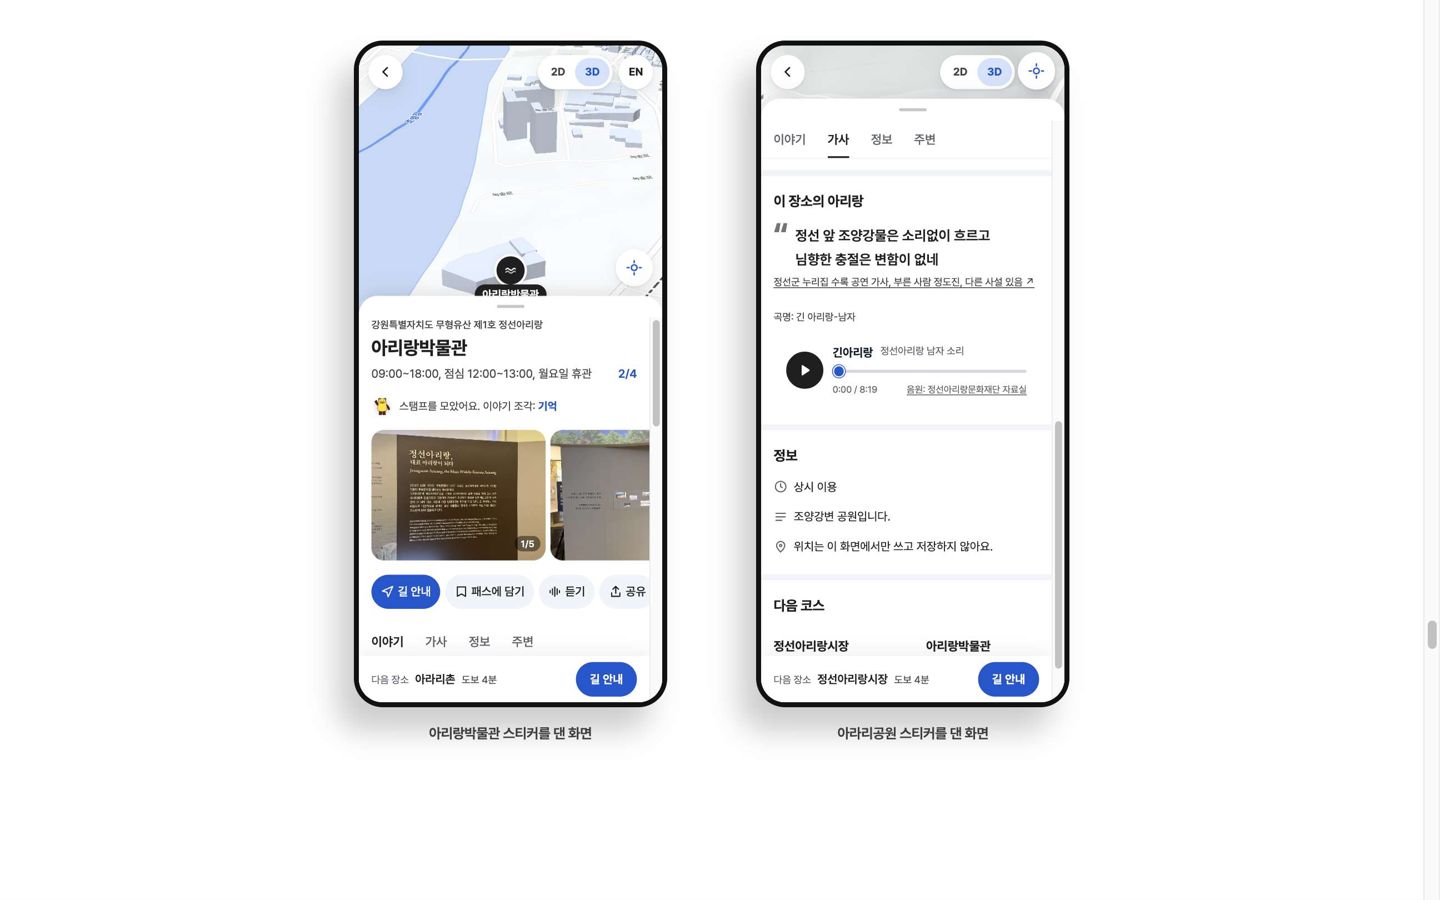 2D
3D
EN
아리랑박물관
강원특별자치도 무형유산 제1호 정선아리랑
아리랑박물관
09:00~18:00, 점심 12:00~13:00, 월요일 휴관
2/4
스탬프를 모았어요. 이야기 조각: 기억
정선아리랑,
대표 아리랑이 되다
1/5
길 안내
패스에 담기
듣기
공유
이야기
가사
정보
주변
다음 장소 아라리촌 도보 4분
길 안내
아리랑박물관 스티커를 댄 화면
2D
3D
이야기
가사
정보
주변
이 장소의 아리랑
정선 앞 조양강물은 소리없이 흐르고
님향한 충절은 변함이 없네
정선군 누리집 수록 공연 가사, 부른 사람 정도진, 다른 사설 있음 ↗
곡명: 긴 아리랑-남자
긴아리랑 정선아리랑 남자 소리
0:00 / 8:19
음원: 정선아리랑문화재단 자료실
정보
상시 이용
조양강변 공원입니다.
위치는 이 화면에서만 쓰고 저장하지 않아요.
다음 코스
정선아리랑시장
아리랑박물관
다음 장소 정선아리랑시장 도보 4분
길 안내
아라리공원 스티커를 댄 화면